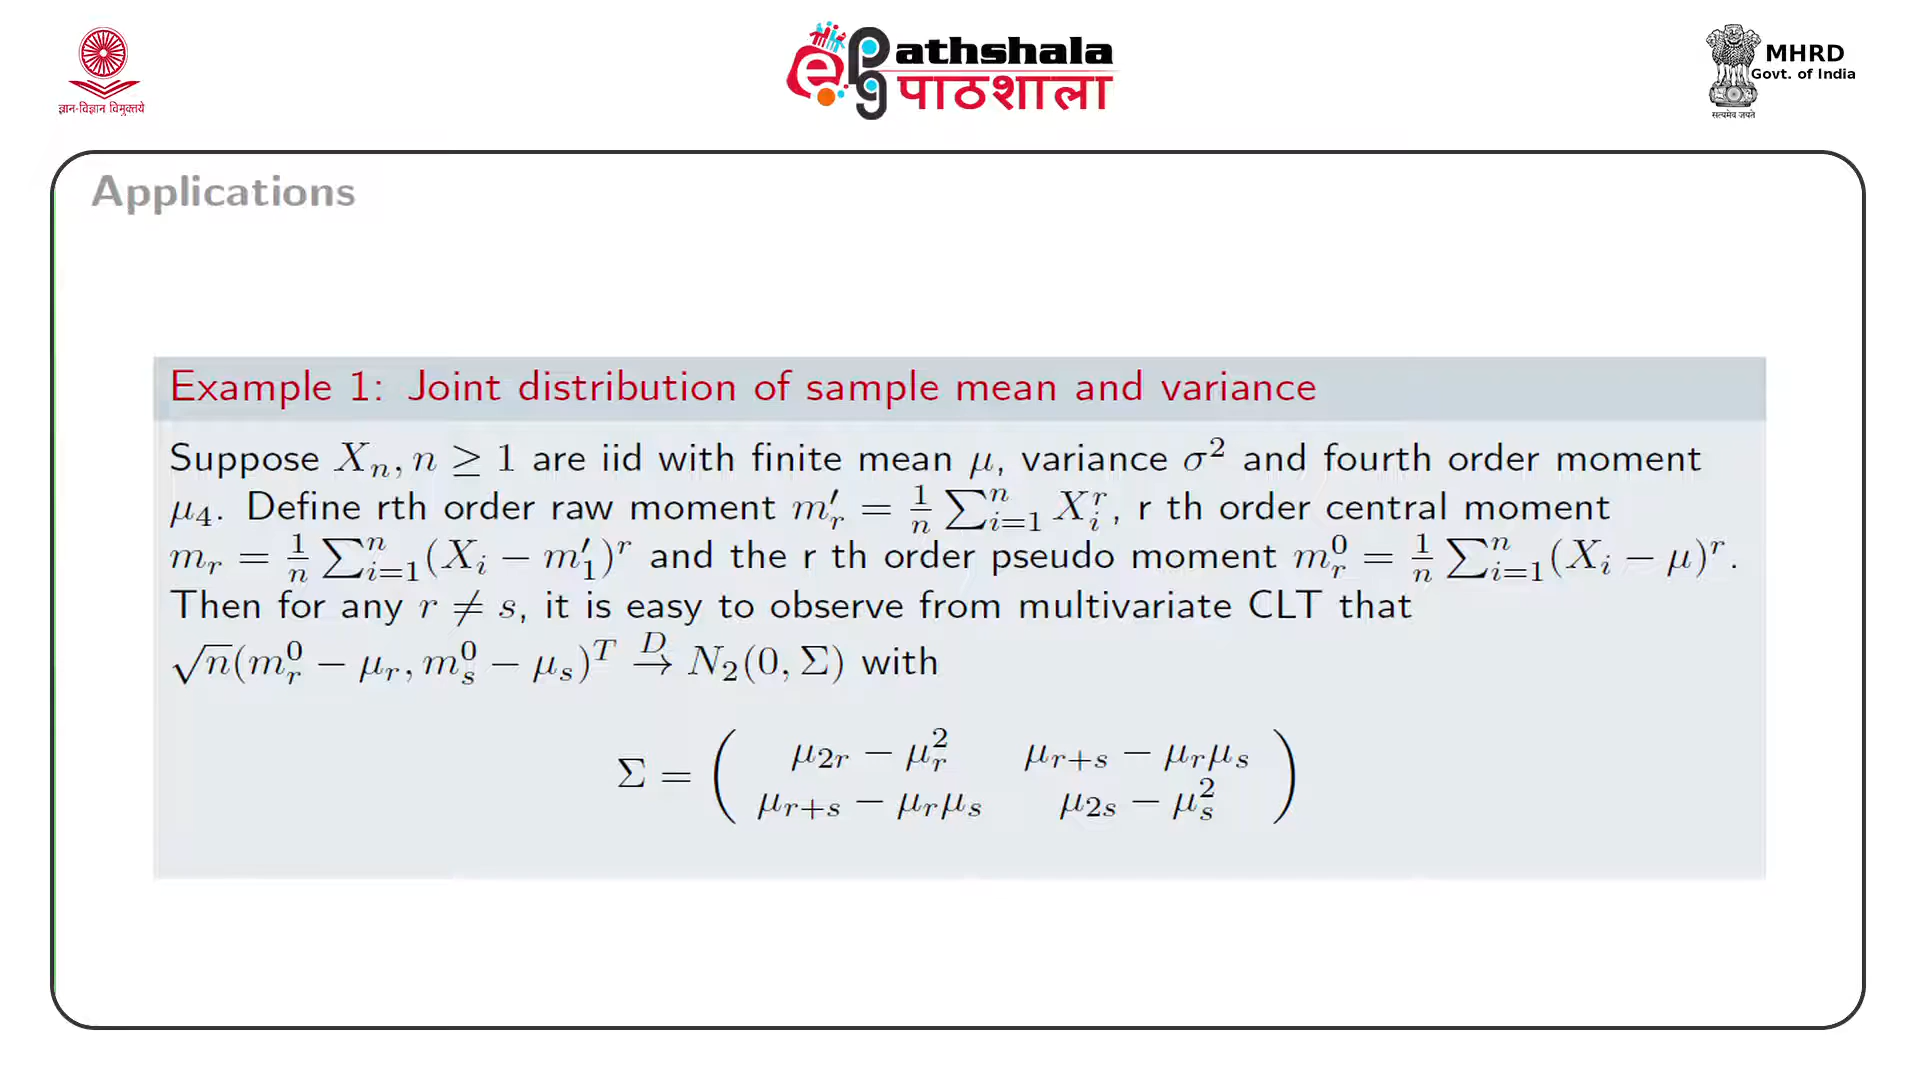 ज्ञान-विज्ञान विमुक्तये
ePG athshala
पाठशाला
MHRD
Govt. of India
सत्यमेव जयते
Applications
Example 1: Joint distribution of sample mean and variance
Suppose $X_n, n \geq 1$ are iid with finite mean $\mu$, variance $\sigma^2$ and fourth order moment
$\mu_4$. Define rth order raw moment $m'_r = \frac{1}{n} \sum_{i=1}^{n} X_i^r$, r th order central moment
$m_r = \frac{1}{n} \sum_{i=1}^{n} (X_i - m'_1)^r$ and the r th order pseudo moment $m_r^0 = \frac{1}{n} \sum_{i=1}^{n} (X_i - \mu)^r$.
Then for any $r \neq s$, it is easy to observe from multivariate CLT that
$\sqrt{n}(m_r^0 - \mu_r, m_s^0 - \mu_s)^T \xrightarrow{D} N_2(0, \Sigma)$ with
$\Sigma = \begin{pmatrix} \mu_{2r} - \mu_r^2 & \mu_{r+s} - \mu_r \mu_s \\ \mu_{r+s} - \mu_r \mu_s & \mu_{2s} - \mu_s^2 \end{pmatrix}$